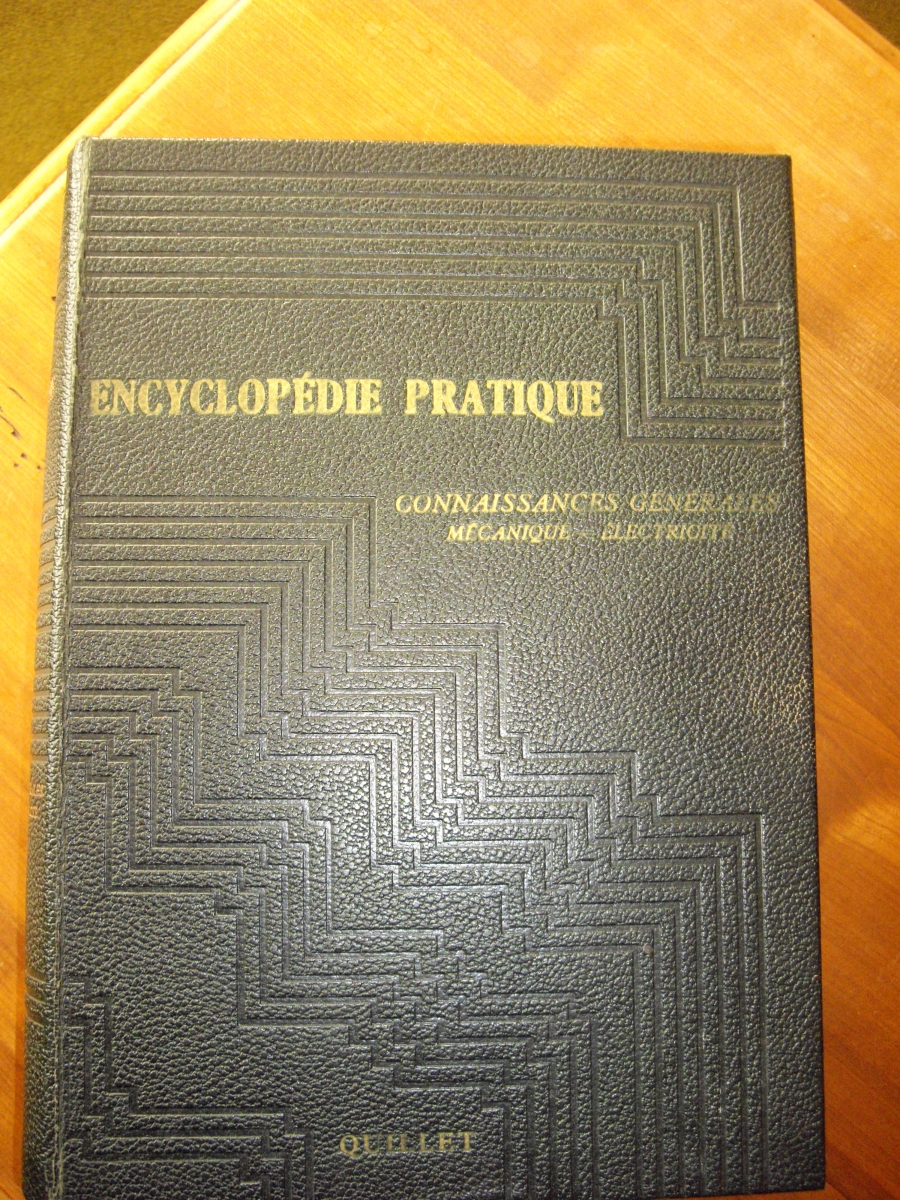 ENCYCLOPÉDIE PRATIQUE
CONNAISSANCES GÉNÉRALES
MÉCANIQUE – ÉLECTRICITÉ
QUILLET